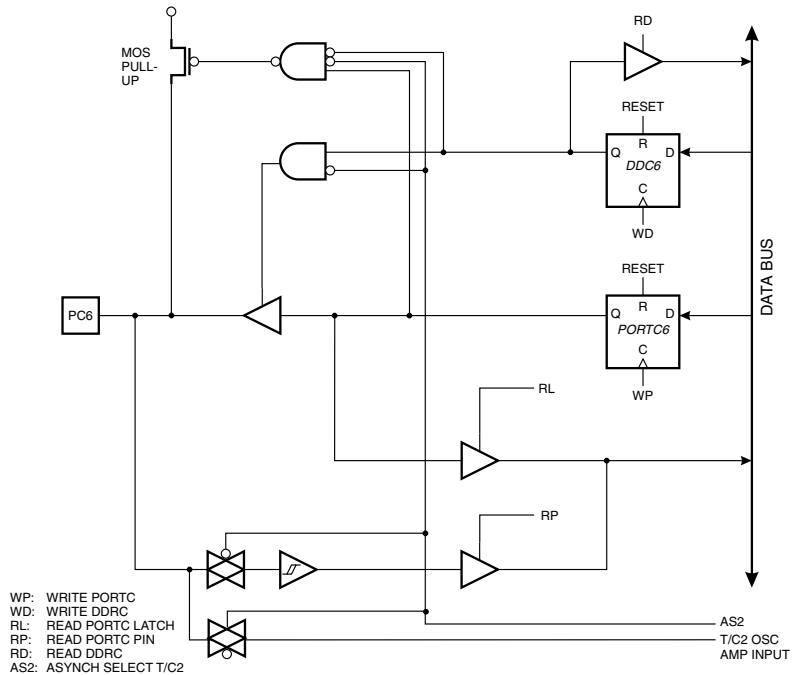 RD
MOS
PULL-
UP
RESET
R
Q
D
DDC6
C
WD
RESET
R
PC6
Q
D
PORTC6
C
WP
DATA BUS
RL
RP
WP: WRITE PORTC
WD: WRITE DDRC
RL: READ PORTC LATCH
RP: READ PORTC PIN
RD: READ DDRC
AS2: ASYNCH SELECT T/C2
AS2
T/C2 OSC
AMP INPUT